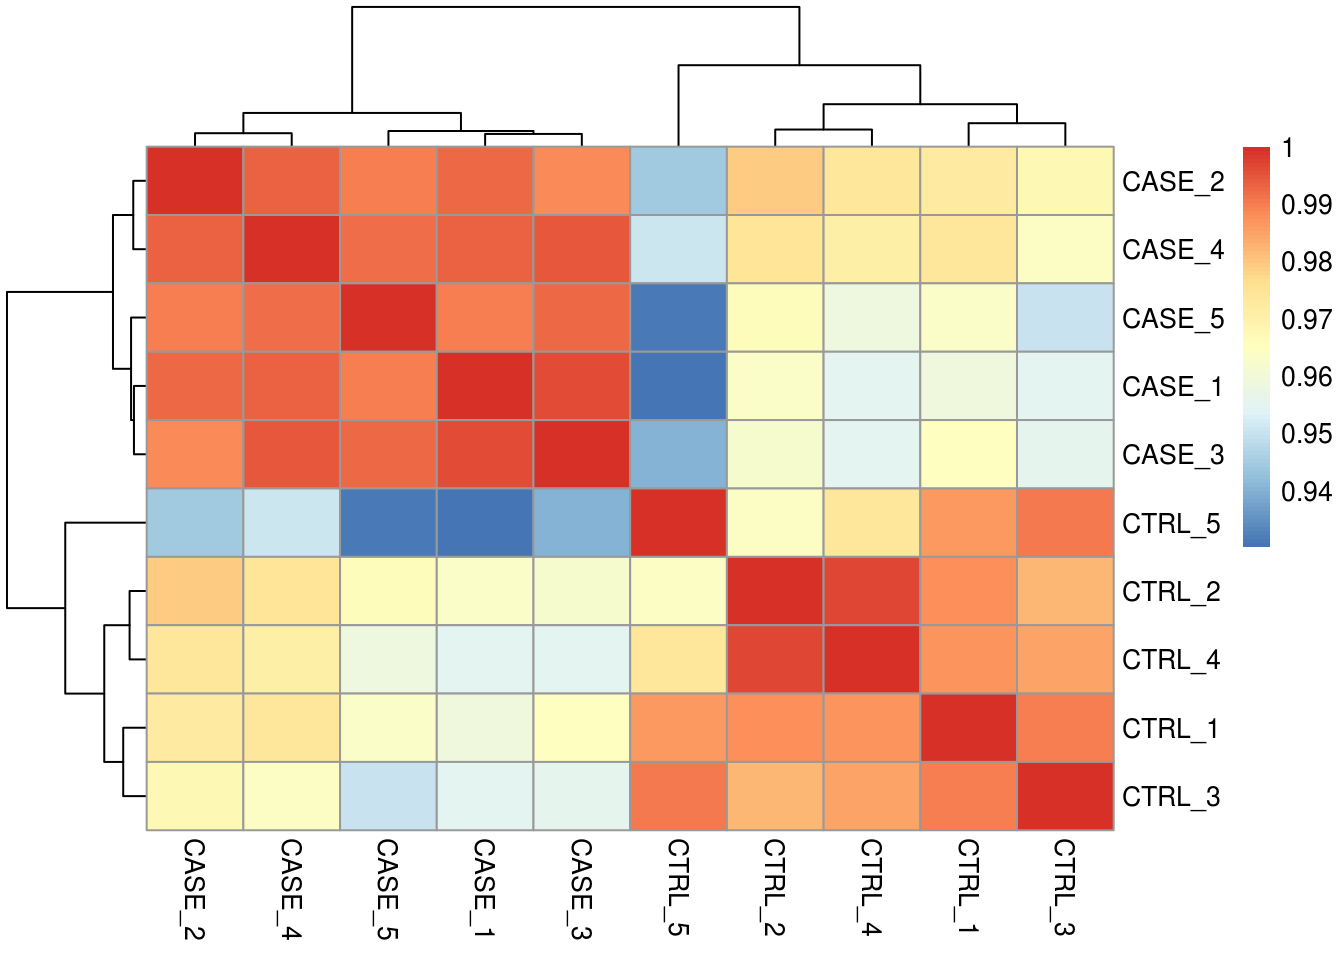 CASE_2
CASE_4
CASE_5
CASE_1
CASE_3
CTRL_5
CTRL_2
CTRL_4
CTRL_1
CTRL_3
1
0.99
0.98
0.97
0.96
0.95
0.94
CASE_2
CASE_4
CASE_5
CASE_1
CASE_3
CTRL_5
CTRL_2
CTRL_4
CTRL_1
CTRL_3